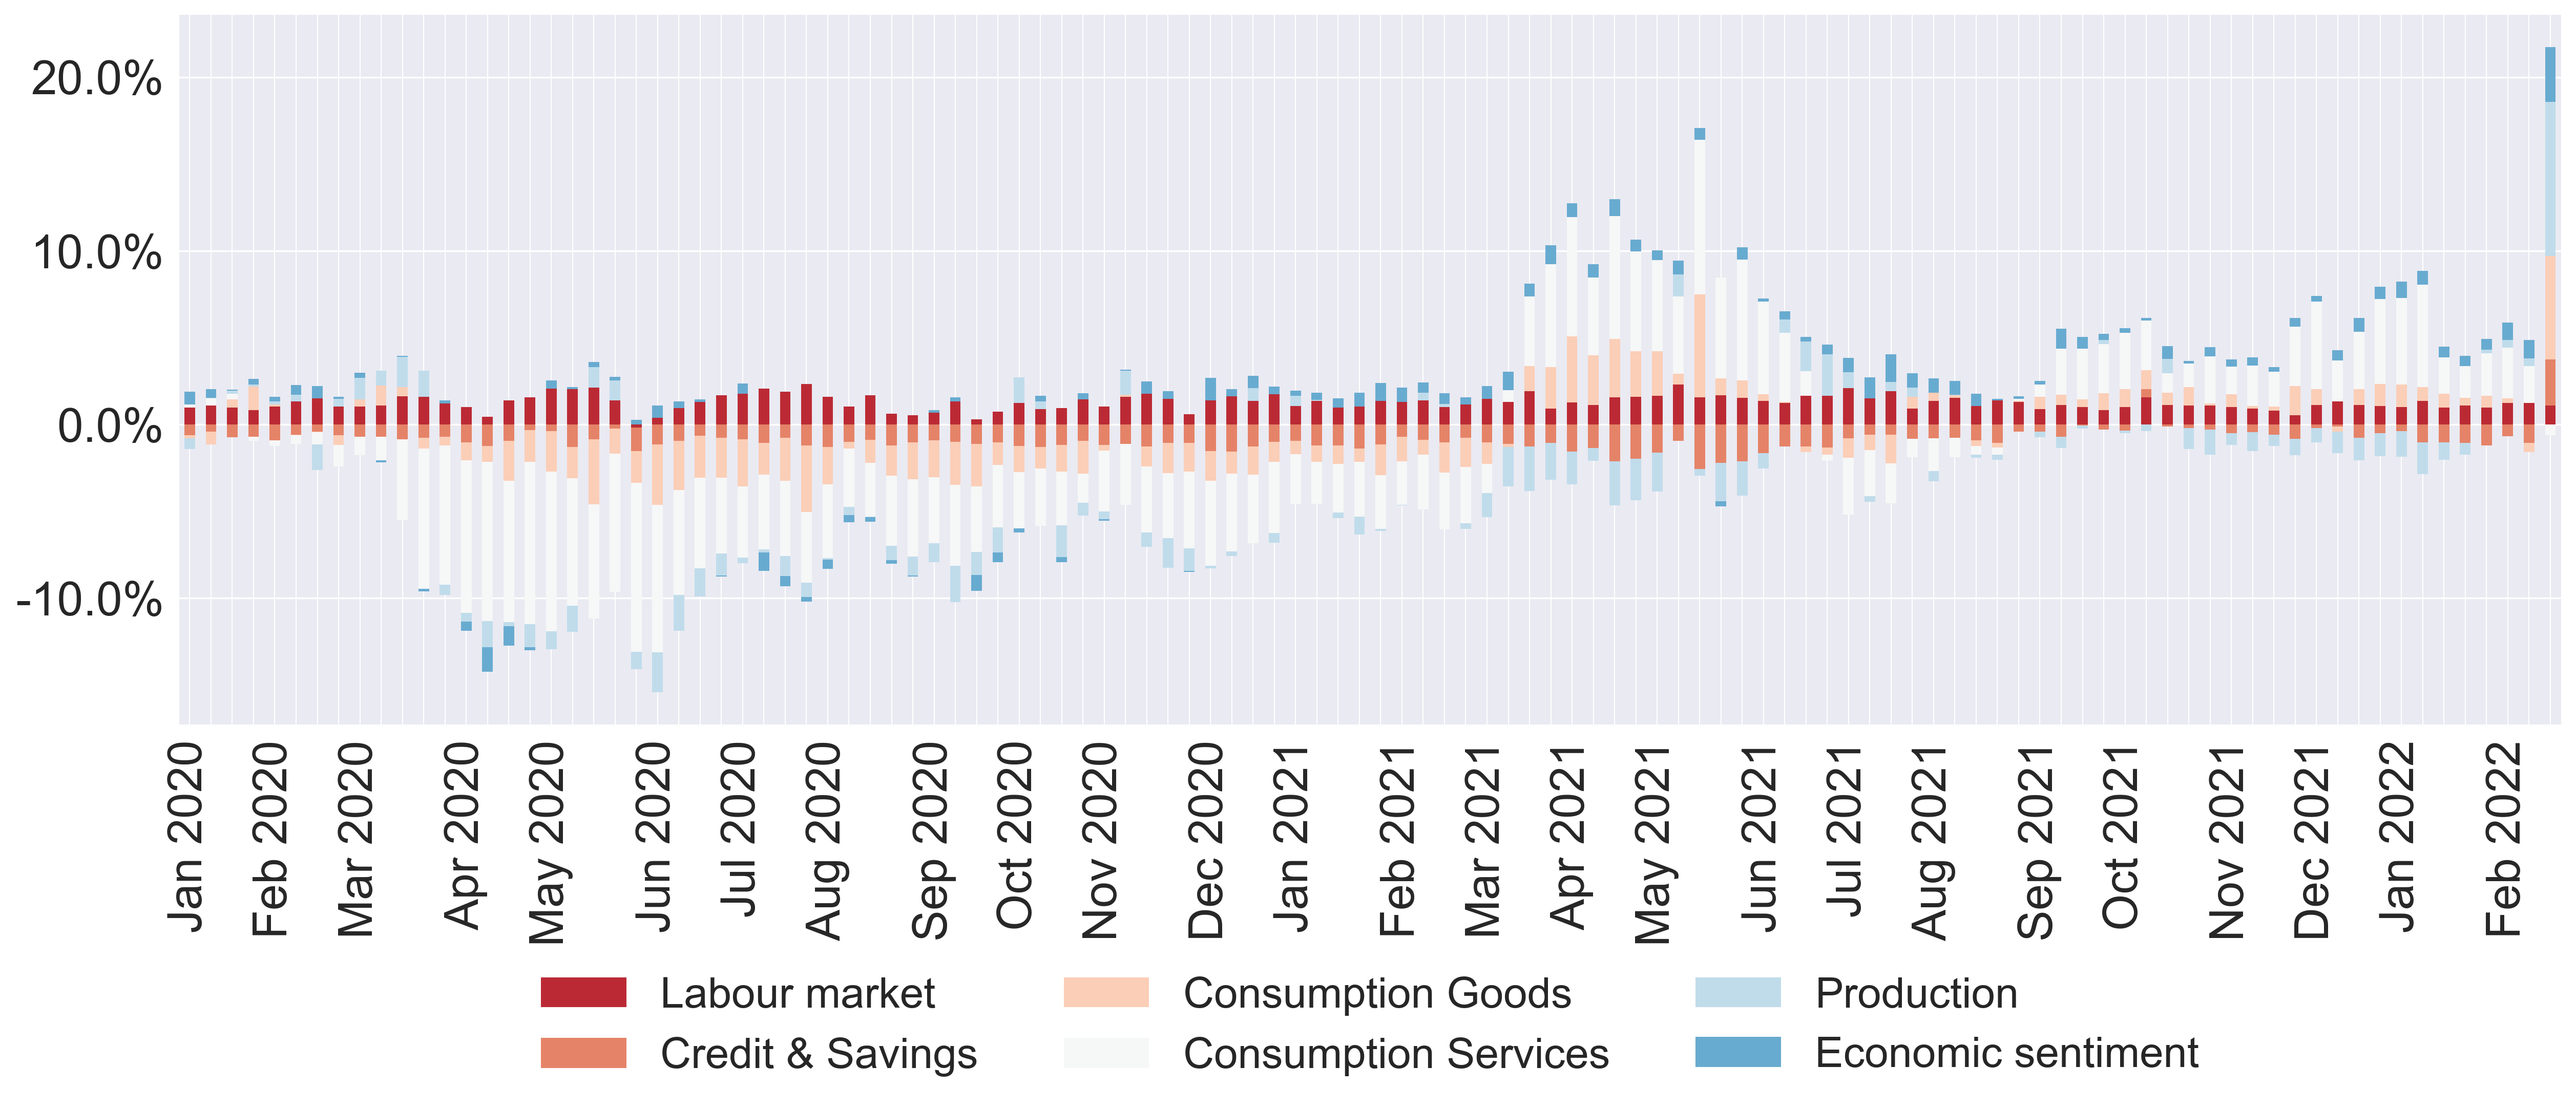 20.0%
10.0%
0.0%
-10.0%
Jan 2020
Feb 2020
Mar 2020
Apr 2020
May 2020
Jun 2020
Jul 2020
Aug 2020
Sep 2020
Oct 2020
Nov 2020
Dec 2020
Jan 2021
Feb 2021
Mar 2021
Apr 2021
May 2021
Jun 2021
Jul 2021
Aug 2021
Sep 2021
Oct 2021
Nov 2021
Dec 2021
Jan 2022
Feb 2022
Labour market
Consumption Goods
Production
Credit & Savings
Consumption Services
Economic sentiment